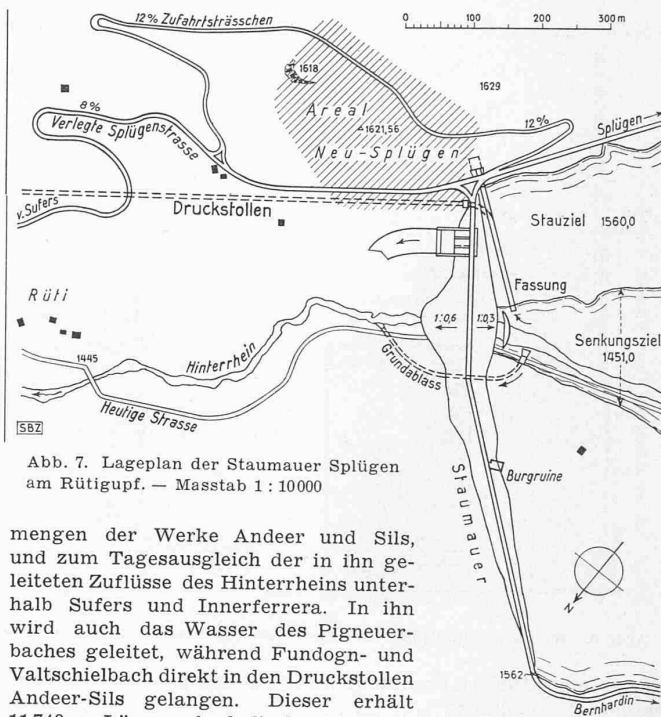 0 100 200 300 m
12% Zufahrtsträsschen
1618
1629
8%
Verlegte Splügenstrasse
Areal
1621,56
Neu-Splügen
12%
Splügen
v. Sufers
Druckstollen
Stauziel 1560,0
Fassung
Rüti
1:0,6
1:0,3
Senkungsziel
1451,0
Hinterrhein
Grundablass
1445
Heutige Strasse
SBZ
Burgruine
Staumauer
N
1562
Bernhardin
Abb. 7. Lageplan der Staumauer Splügen
am Rütigupf. — Masstab 1 : 10000
mengen der Werke Andeer und Sils,
und zum Tagesausgleich der in ihn ge-
leiteten Zuflüsse des Hinterrheins unter-
halb Sufers und Innerferrera. In ihn
wird auch das Wasser des Pigneuer-
baches geleitet, während Fundogn- und
Valtschielbach direkt in den Druckstollen
Andeer-Sils gelangen. Dieser erhält